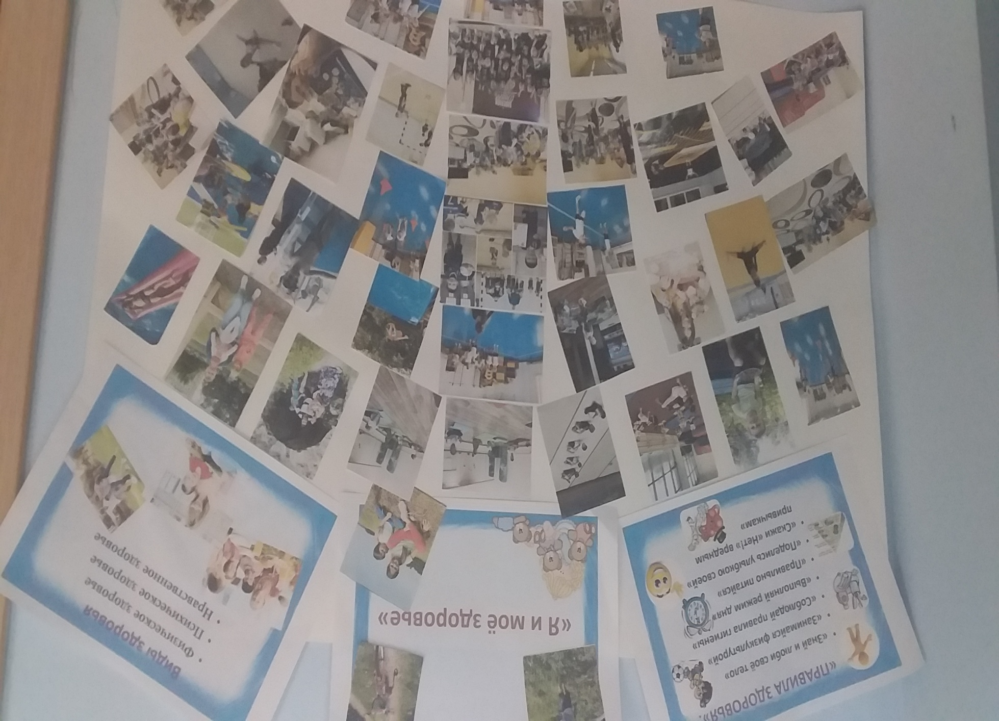 «ПРАВИЛА ЗДОРОВЬЯ».
• «Знай и люби своё тело»
• «Занимайся физкультурой»
• «Соблюдай правила гигиены»
• «Выполняй режим дня»
• «Правильно питайся»
• «Поделись улыбкою своей»
• «Скажи «Нет!» вредным
привычкам»
«Я и моё здоровье»
Виды здоровья
• Физическое здоровье
• Психическое здоровье
• Нравственное здоровье